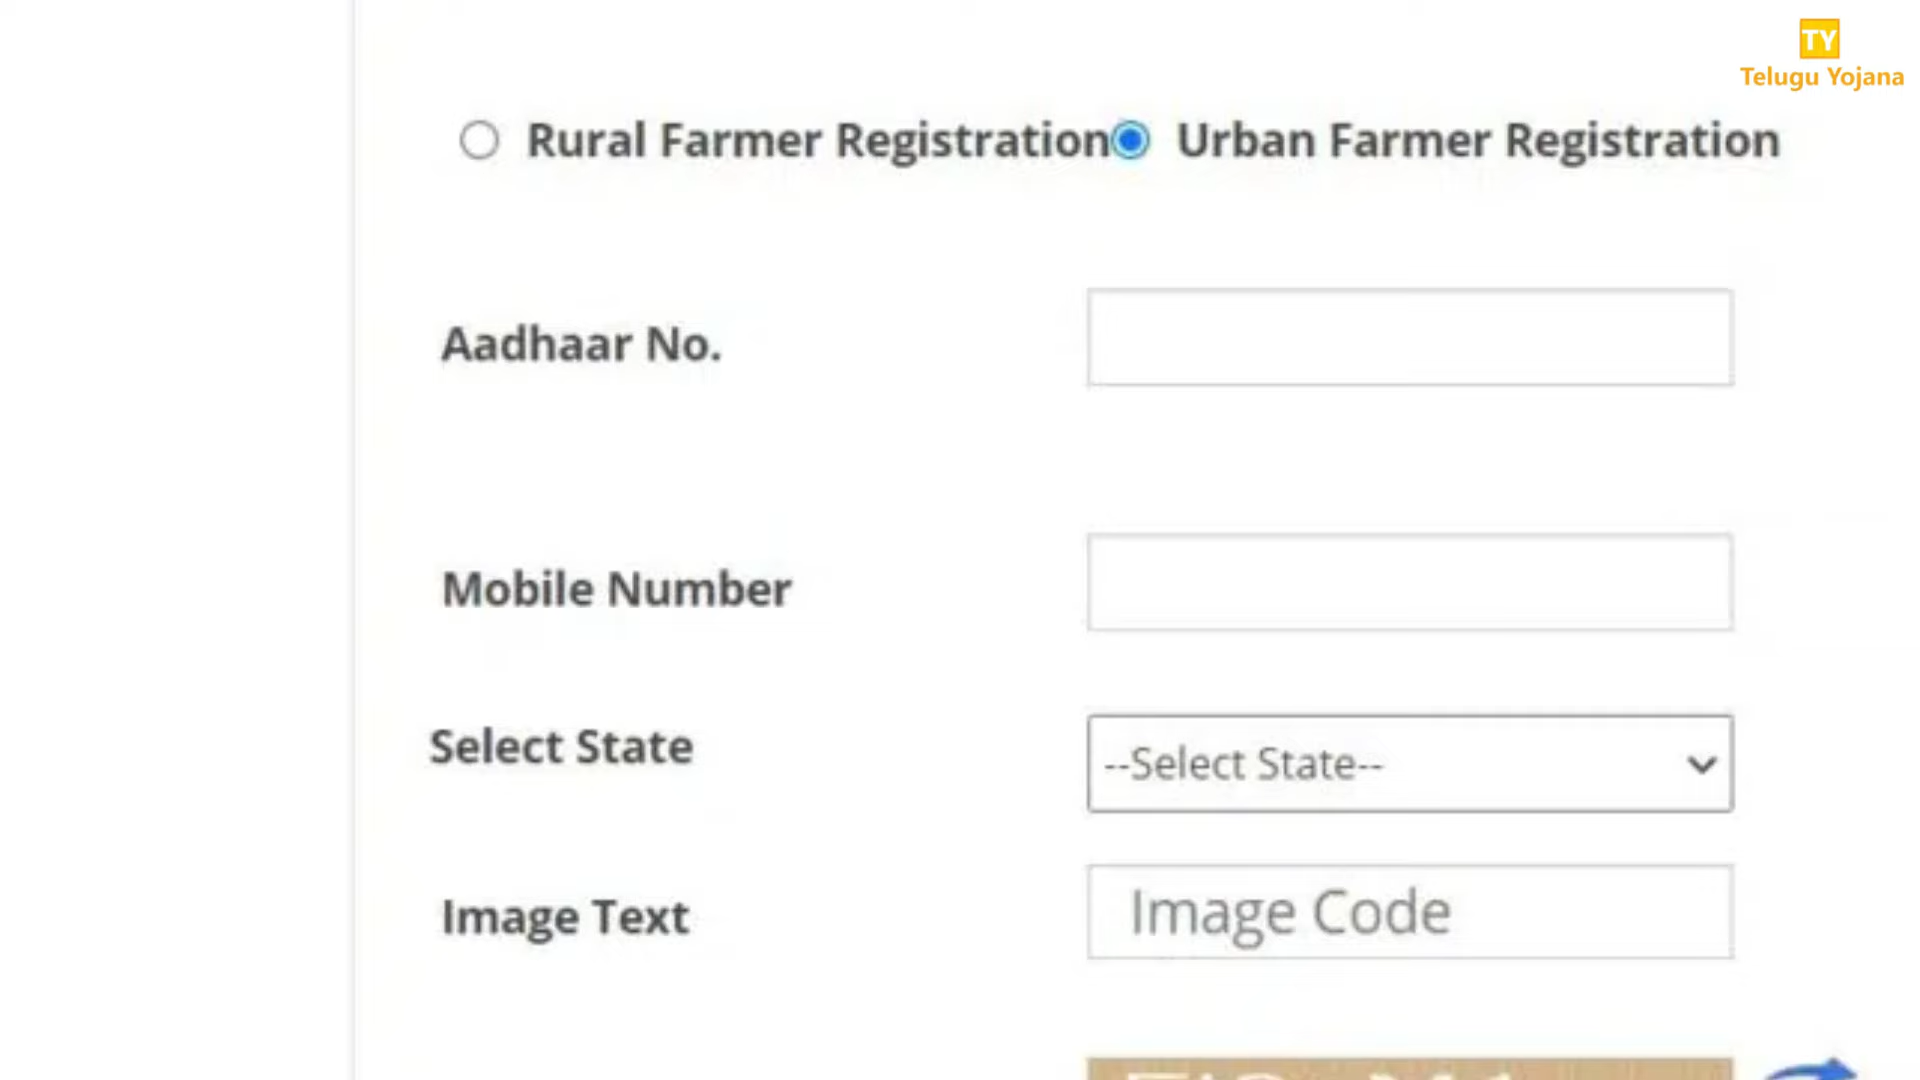 TY
Telugu Yojana
Rural Farmer Registration Urban Farmer Registration
Aadhaar No.
Mobile Number
Select State
--Select State--
Image Text
Image Code